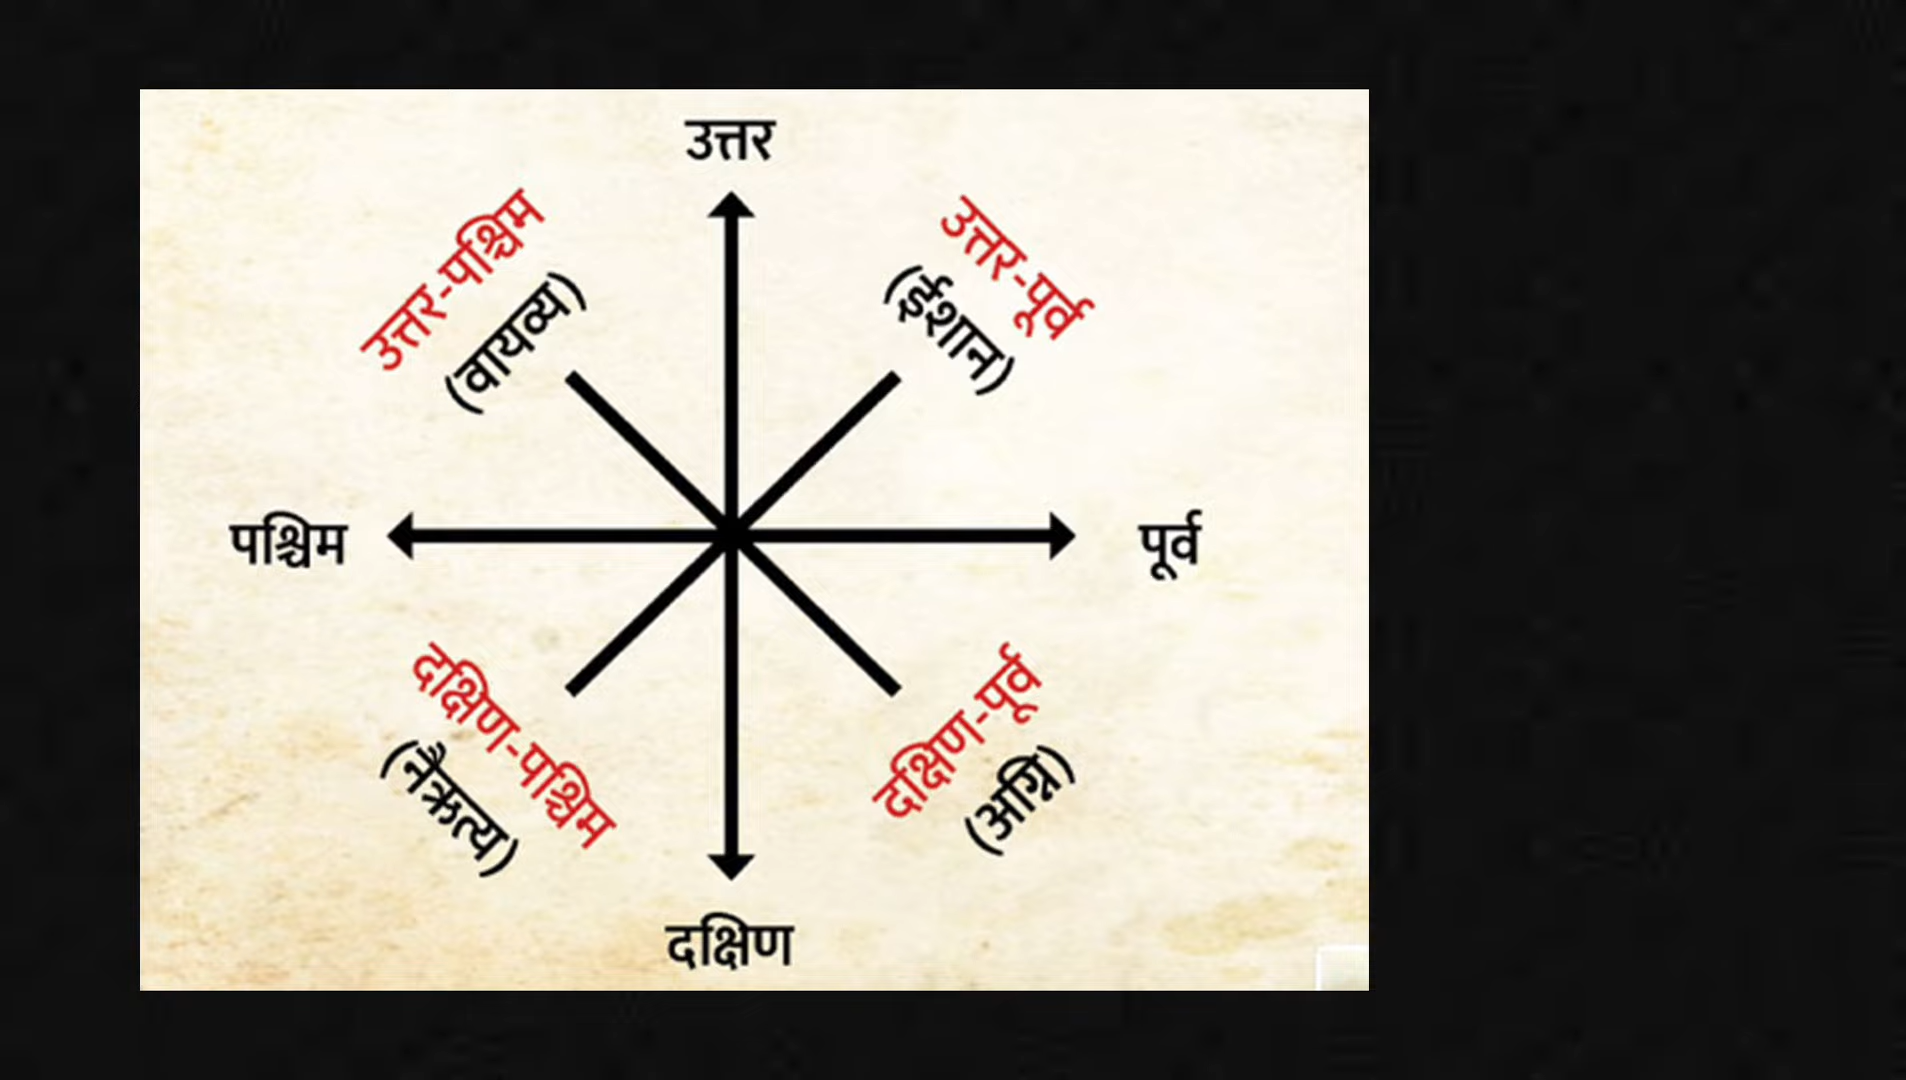 उत्तर
उत्तर-पश्चिम
(वायव्य)
उत्तर-पूर्व
(ईशान)
पश्चिम
पूर्व
दक्षिण-पश्चिम
(नैऋत्य)
दक्षिण-पूर्व
(अग्नि)
दक्षिण